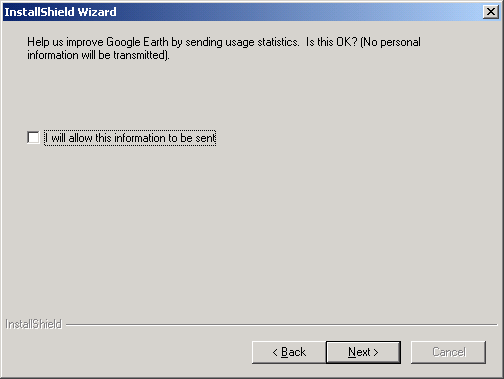 InstallShield Wizard
Help us improve Google Earth by sending usage statistics.  Is this OK? (No personal
information will be transmitted).
I will allow this information to be sent
InstallShield
< Back
Next >
Cancel